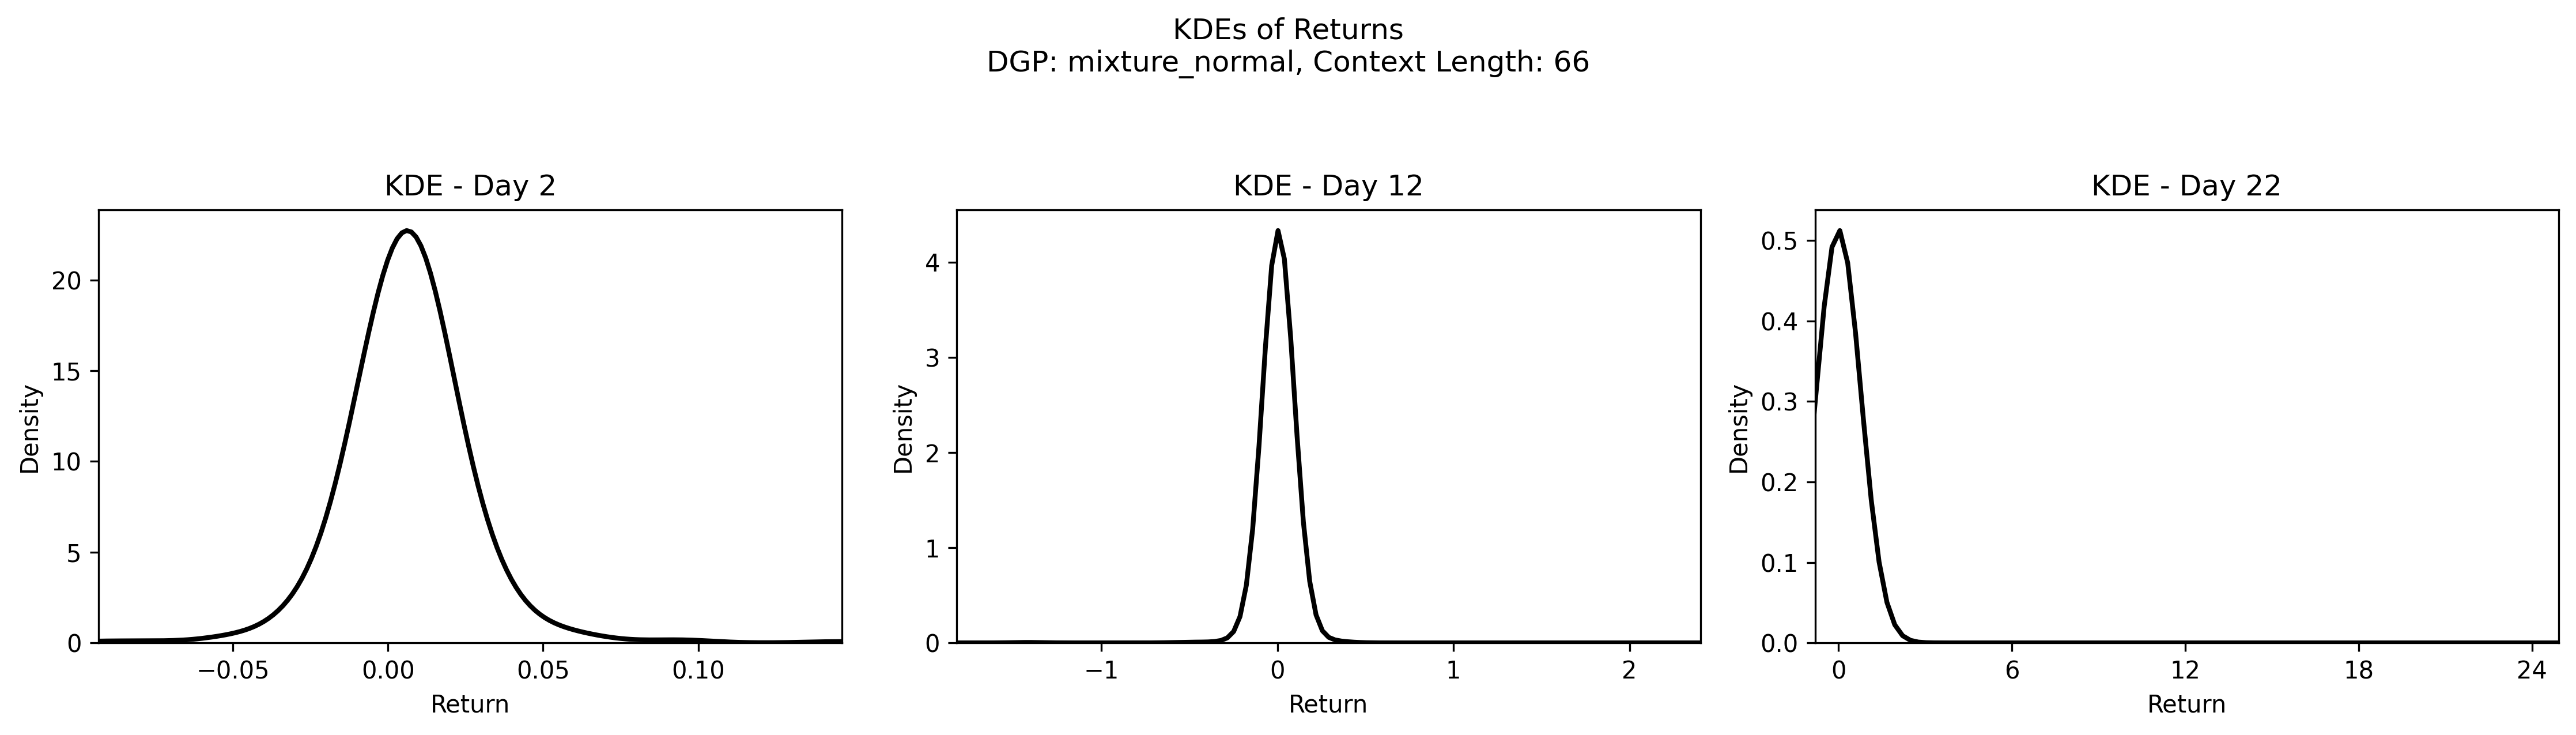 KDEs of Returns
DGP: mixture_normal, Context Length: 66
KDE - Day 2
Density
20
15
10
5
0
−0.05
0.00
0.05
0.10
Return
KDE - Day 12
Density
4
3
2
1
0
−1
0
1
2
Return
KDE - Day 22
Density
0.5
0.4
0.3
0.2
0.1
0.0
0
6
12
18
24
Return